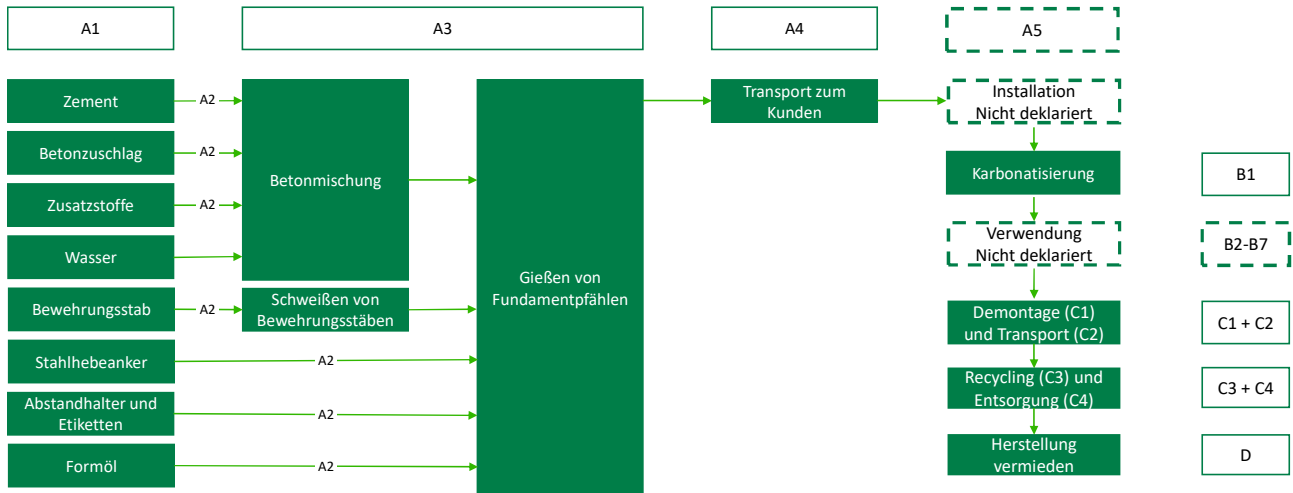 A1
A3
A4
A5
Zement
A2
Betonzuschlag
A2
Zusatzstoffe
A2
Wasser
Bewehrungsstab
A2
Stahlhebeanker
A2
Abstandhalter und
Etiketten
A2
Formöl
A2
Betonmischung
Schweißen von
Bewehrungsstäben
Gießen von
Fundamentpfählen
Transport zum
Kunden
Installation
Nicht deklariert
Karbonatisierung
B1
Verwendung
Nicht deklariert
B2-B7
Demontage (C1)
und Transport (C2)
C1 + C2
Recycling (C3) und
Entsorgung (C4)
C3 + C4
Herstellung
vermieden
D